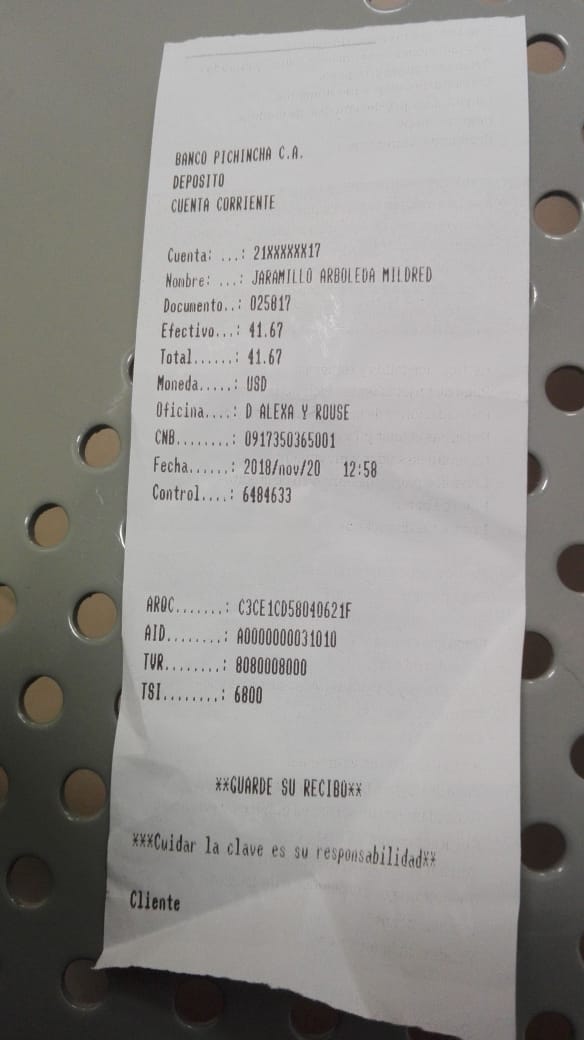 BANCO PICHINCHA C.A.
DEPOSITO
CUENTA CORRIENTE
Cuenta: ...: 21XXXXXX17
Nombre: ...: JARAMILLO ARBOLEDA MILDRED
Documento..: 025817
Efectivo...: 41.67
Total......: 41.67
Moneda.....: USD
Oficina....: D ALEXA Y ROUSE
CNB........: 0917350365001
Fecha......: 2018/nov/20 12:58
Control....: 6484633
ARQC.......: C3CE1CD58040621F
AID........: A0000000031010
TVR........: 8080008000
TSI........: 6800
**GUARDE SU RECIBO**
***Cuidar la clave es su responsabilidad**
Cliente